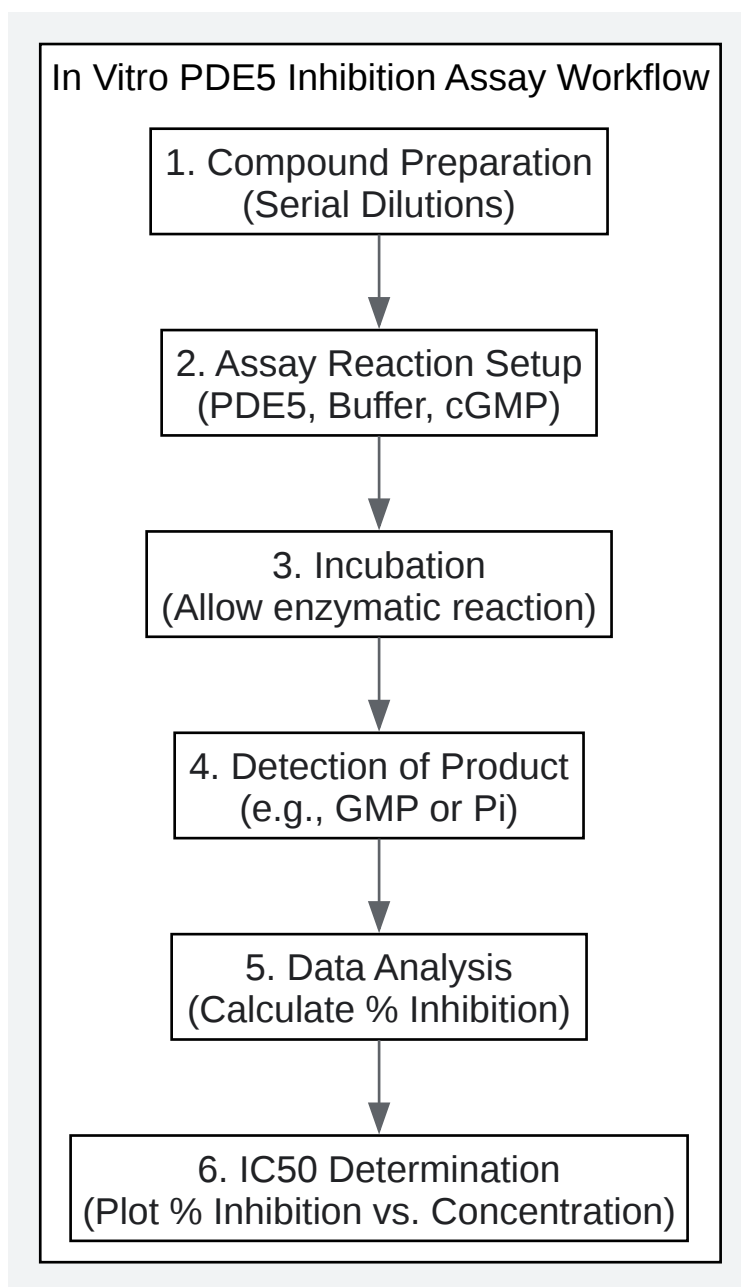 In Vitro PDE5 Inhibition Assay Workflow
1. Compound Preparation
(Serial Dilutions)
2. Assay Reaction Setup
(PDE5, Buffer, cGMP)
3. Incubation
(Allow enzymatic reaction)
4. Detection of Product
(e.g., GMP or Pi)
5. Data Analysis
(Calculate % Inhibition)
6. IC50 Determination
(Plot % Inhibition vs. Concentration)